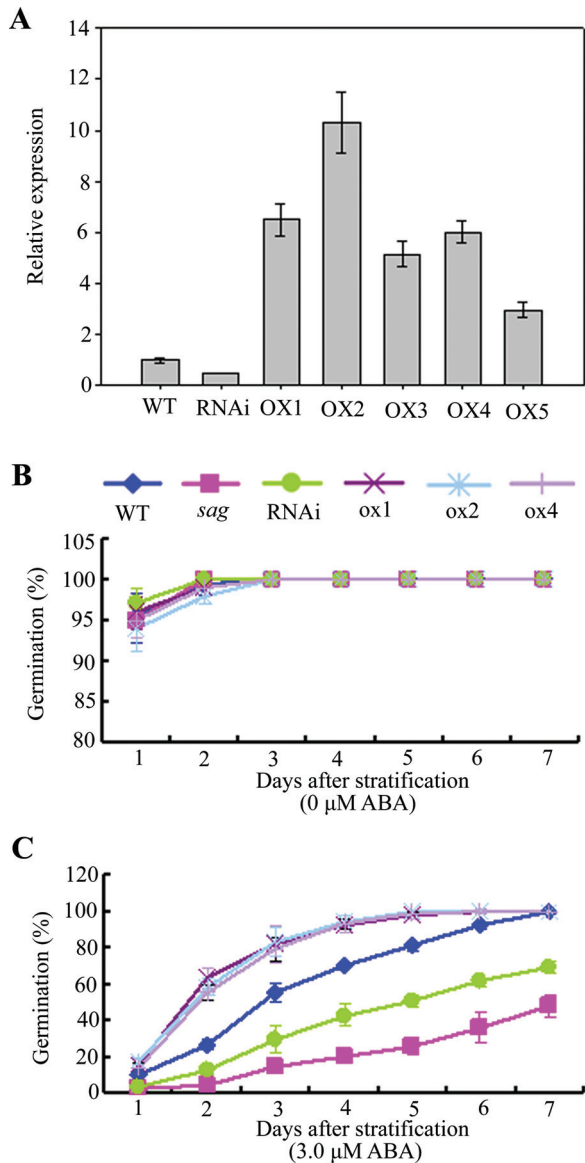 A
Relative expression
14
12
10
8
6
4
2
0
WT RNAi OX1 OX2 OX3 OX4 OX5
B
WT sag RNAi ox1 ox2 ox4
Germination (%)
105
100
95
90
85
80
1 2 3 4 5 6 7
Days after stratification
(0 μM ABA)
C
Germination (%)
120
100
80
60
40
20
0
1 2 3 4 5 6 7
Days after stratification
(3.0 μM ABA)